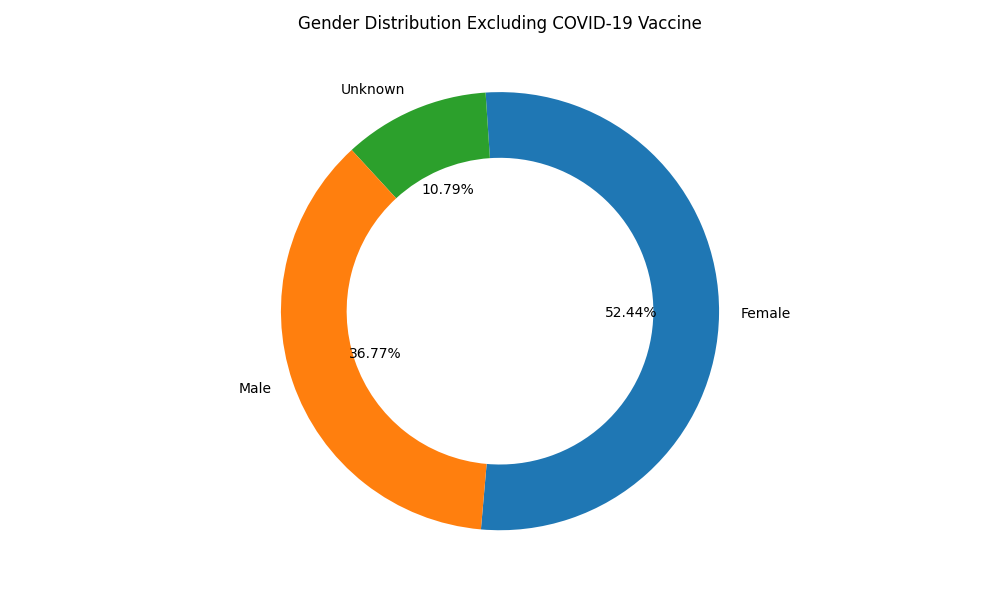 Gender Distribution Excluding COVID-19 Vaccine
Unknown
10.79%
52.44%
Female
36.77%
Male